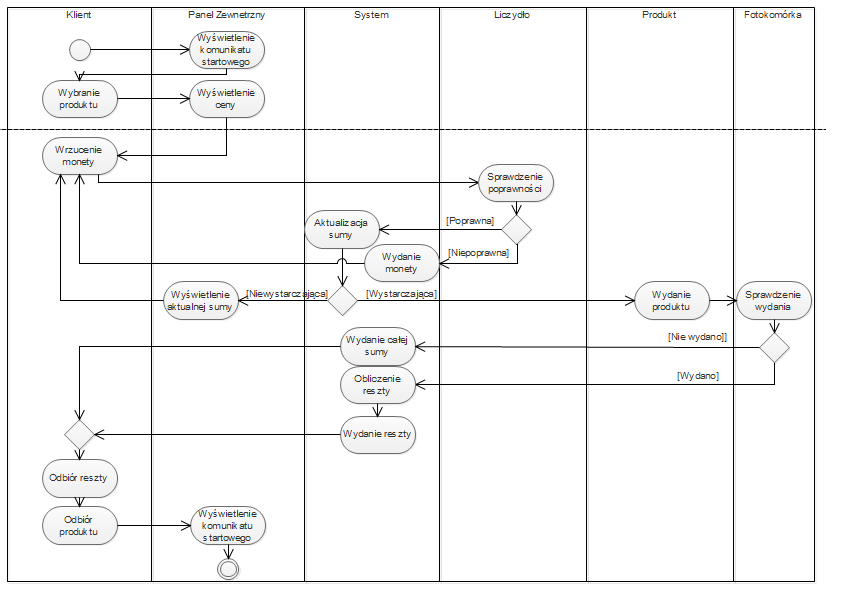 Klient
Panel Zewnetrzny
System
Liczydło
Produkt
Fotokomórka
Wyświetlenie
komunikatu
startowego
Wybranie
produktu
Wyświetlenie
ceny
Wrzucenie
monety
Sprawdzenie
poprawności
[Poprawna]
Aktualizacja
sumy
[Niepoprawna]
Wydanie
monety
[Niewystarczająca]
[Wystarczająca]
Wyświetlenie
aktualnej sumy
Wydanie
produktu
Sprawdzenie
wydania
[Nie wydano]]
Wydanie całej
sumy
[Wydano]
Obliczenie
reszty
Wydanie reszty
Odbiór reszty
Odbiór
produktu
Wyświetlenie
komunikatu
startowego